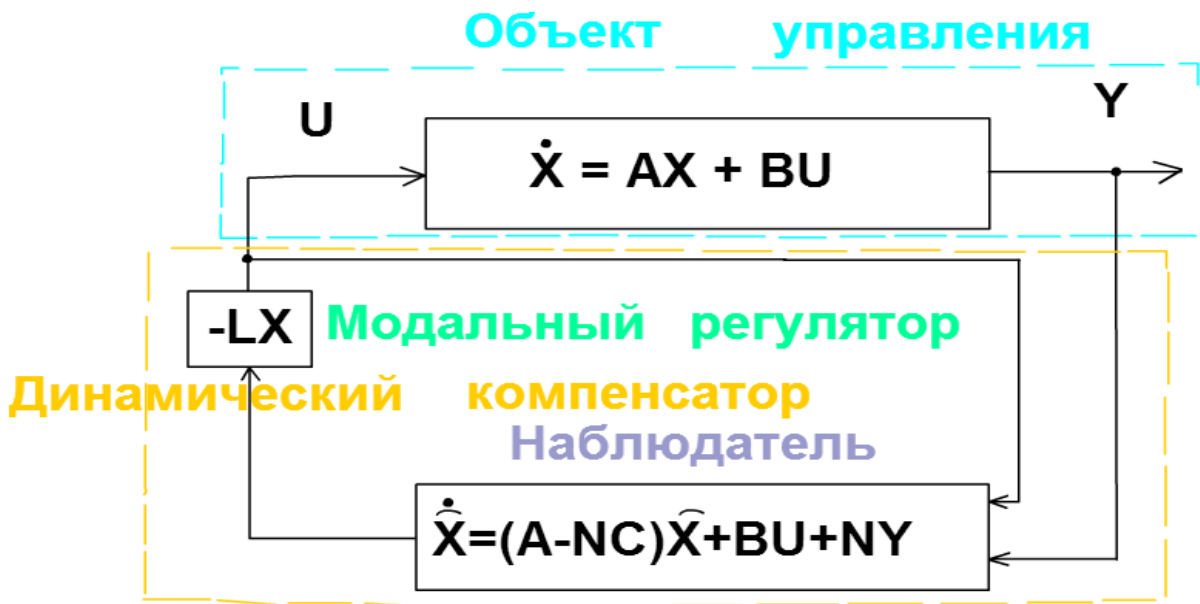 Объект управления
U
Y
Ẋ = AX + BU
-LX
Модальный регулятор
Динамический компенсатор
Наблюдатель
X̂̇=(A-NC)X̂+BU+NY